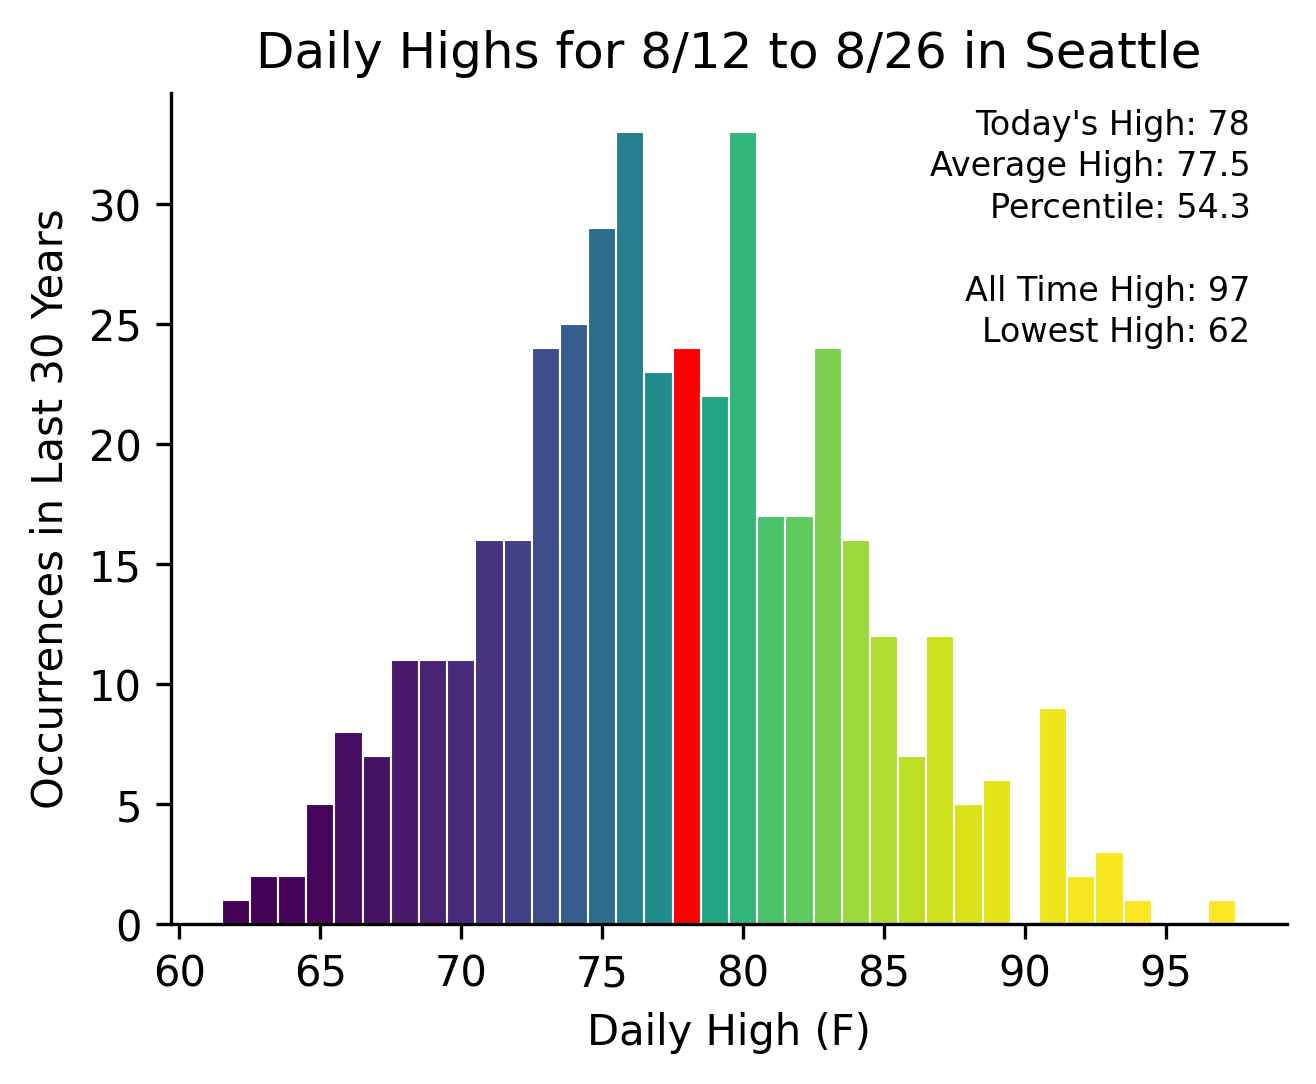 Daily Highs for 8/12 to 8/26 in Seattle
Today's High: 78
Average High: 77.5
Percentile: 54.3
All Time High: 97
Lowest High: 62
Occurrences in Last 30 Years
30
25
20
15
10
5
0
60 65 70 75 80 85 90 95
Daily High (F)